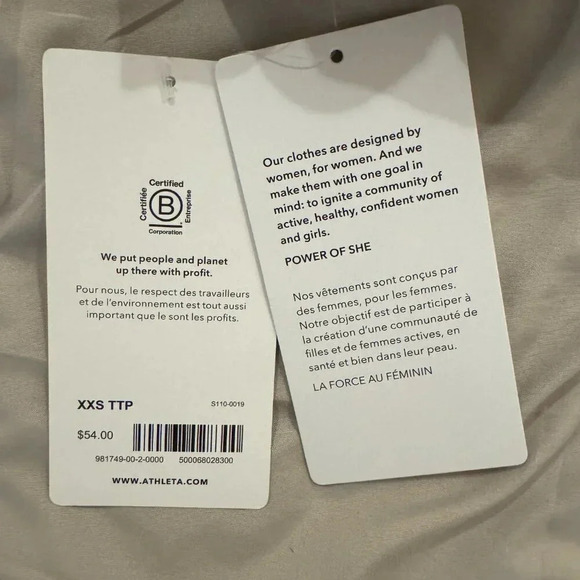 Certified
Certifiée
B
Entreprise
Corporation
We put people and planet
up there with profit.
Pour nous, le respect des travailleurs
et de l'environnement est tout aussi
important que le sont les profits.
XXS TTP
S110-0019
$54.00
981749-00-2-0000 500068028300
WWW.ATHLETA.COM
Our clothes are designed by
women, for women. And we
make them with one goal in
mind: to ignite a community of
active, healthy, confident women
and girls.
POWER OF SHE
Nos vêtements sont conçus par
des femmes, pour les femmes.
Notre objectif est de participer à
la création d'une communauté de
filles et de femmes actives, en
santé et bien dans leur peau.
LA FORCE AU FÉMININ